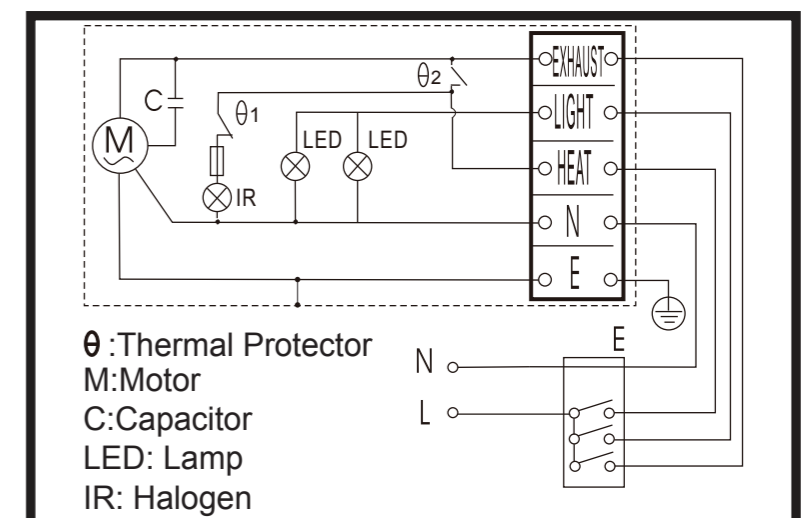 θ2
EXHAUST
C
θ1
LIGHT
M
LED
LED
HEAT
IR
N
E
θ :Thermal Protector
M:Motor
C:Capacitor
LED: Lamp
IR: Halogen
N
E
L